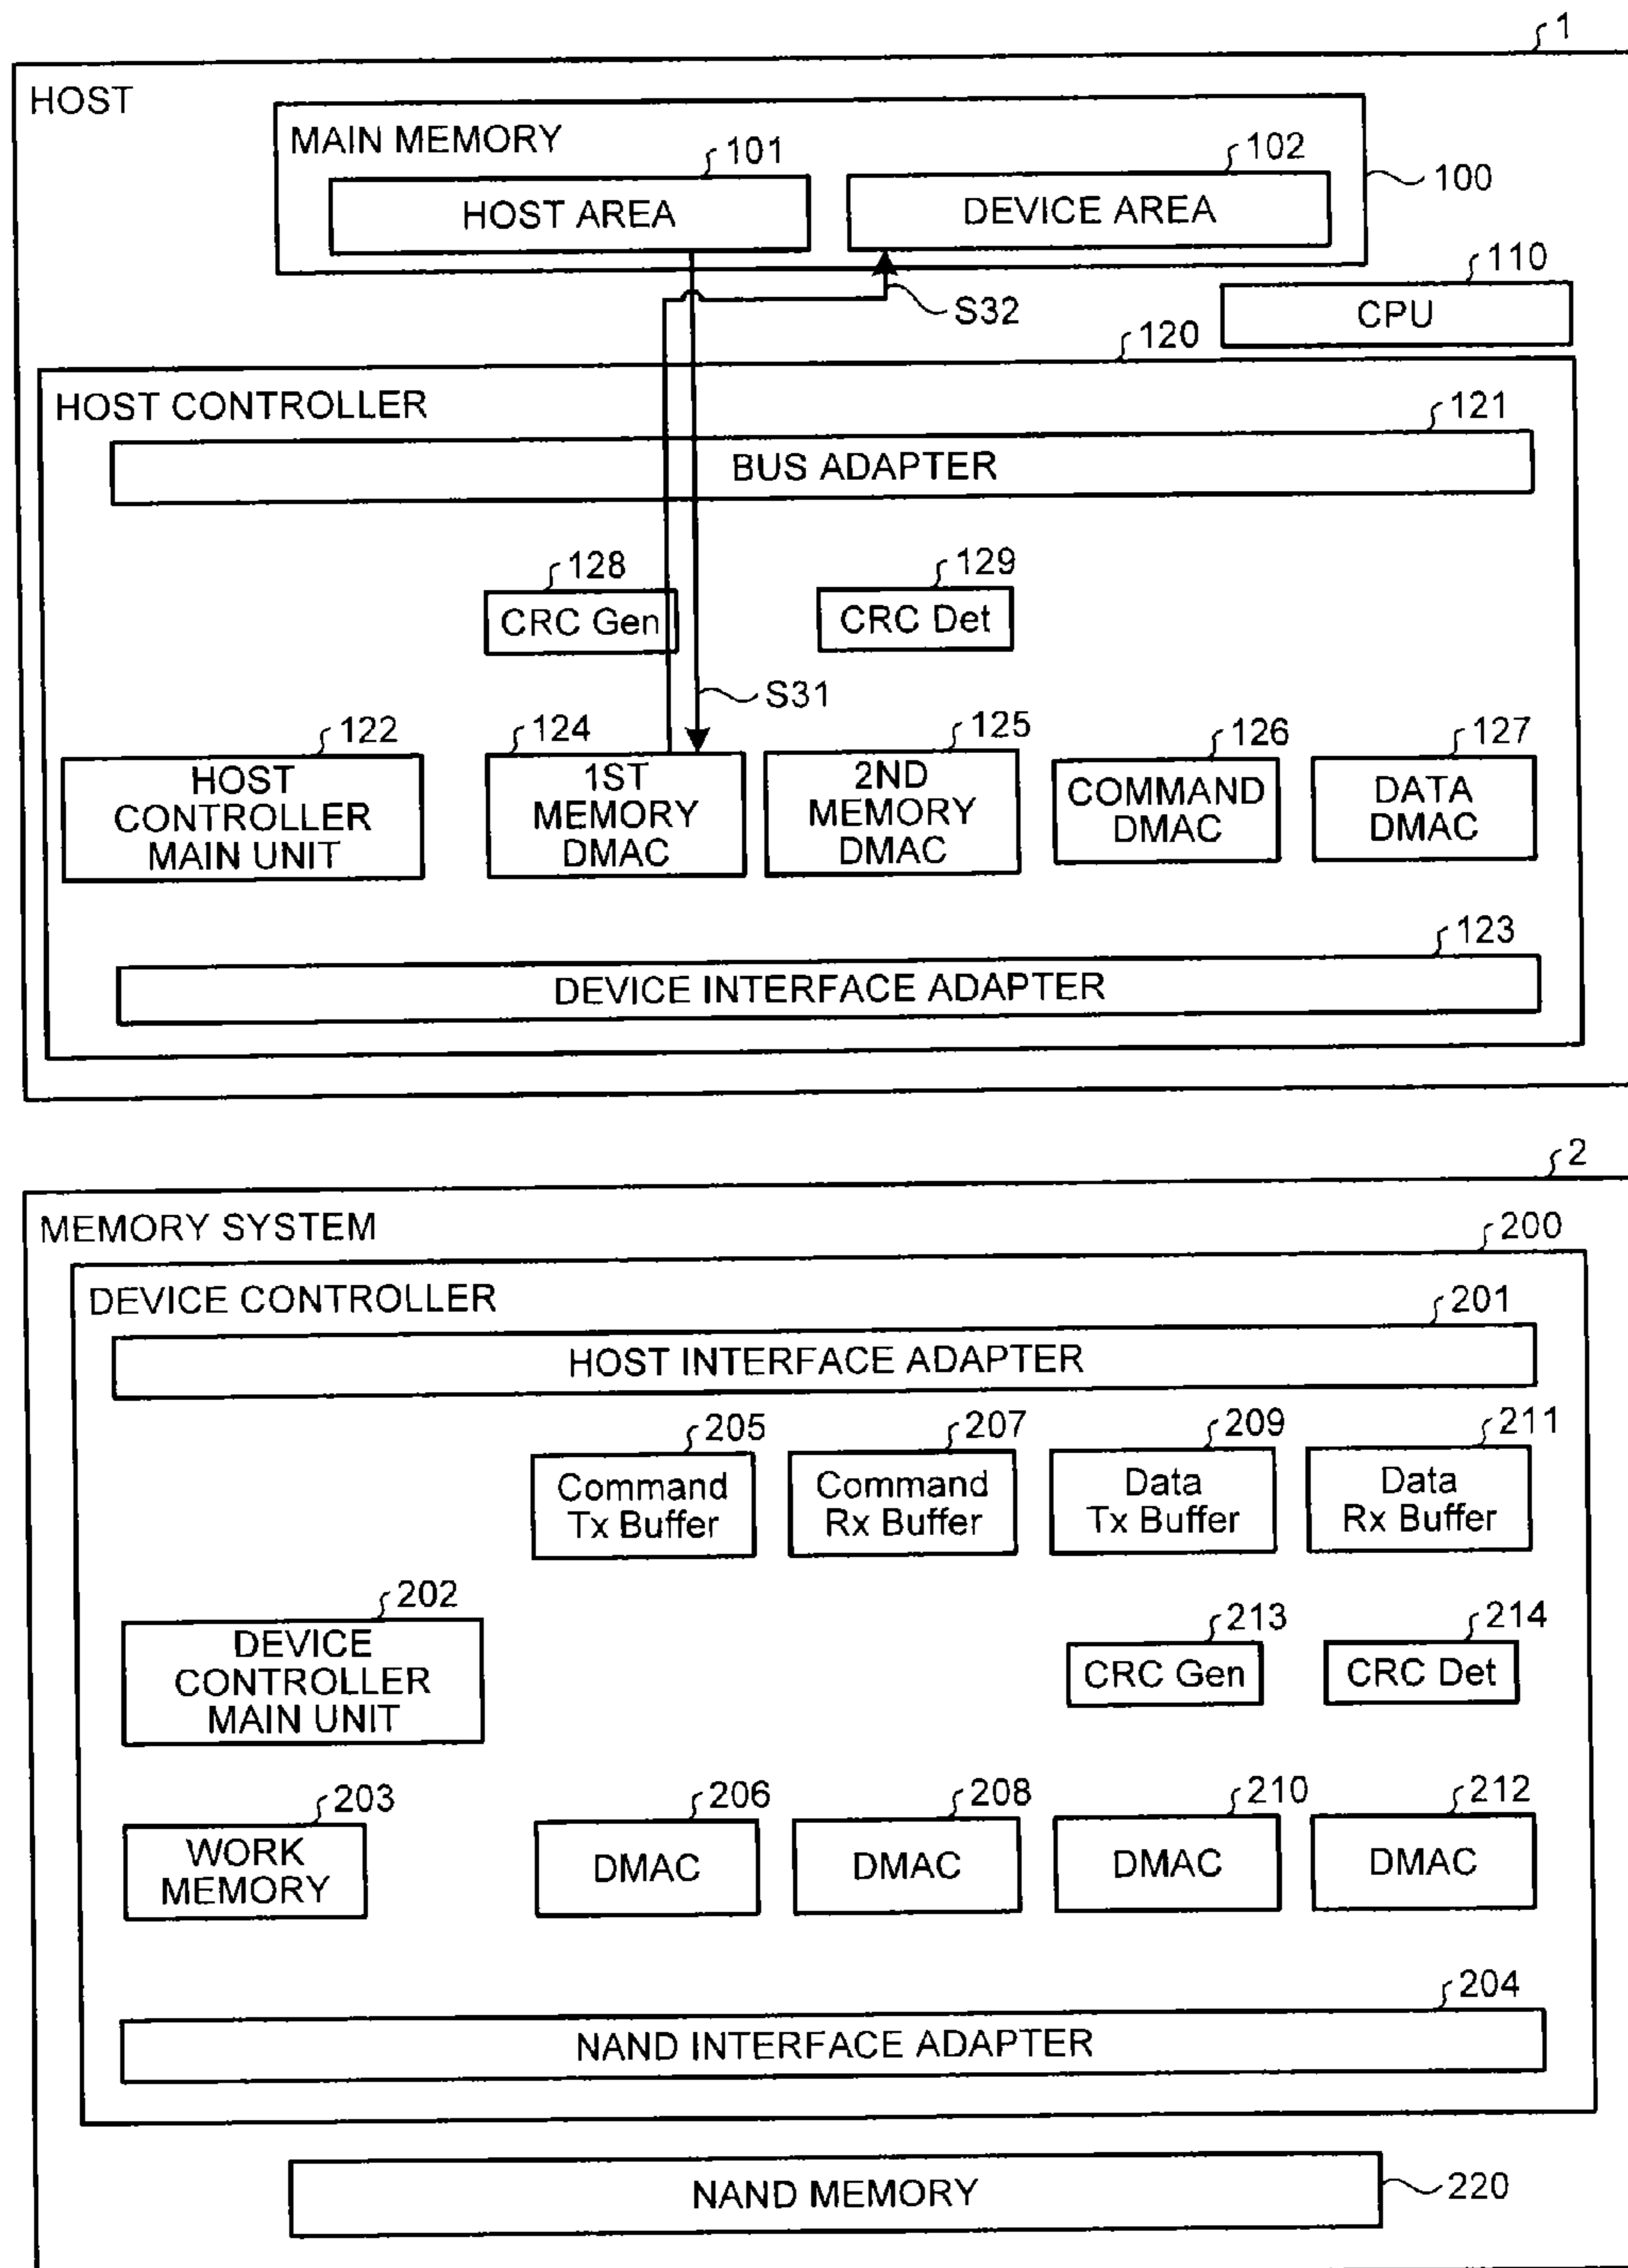 1
HOST
MAIN MEMORY
101
102
HOST AREA
DEVICE AREA
100
110
CPU
S32
120
HOST CONTROLLER
121
BUS ADAPTER
128
129
CRC Gen
CRC Det
S31
122
124
125
126
127
HOST
CONTROLLER
MAIN UNIT
1ST
MEMORY
DMAC
2ND
MEMORY
DMAC
COMMAND
DMAC
DATA
DMAC
123
DEVICE INTERFACE ADAPTER
2
MEMORY SYSTEM
200
DEVICE CONTROLLER
201
HOST INTERFACE ADAPTER
205
207
209
211
Command
Tx Buffer
Command
Rx Buffer
Data
Tx Buffer
Data
Rx Buffer
202
DEVICE
CONTROLLER
MAIN UNIT
213
214
CRC Gen
CRC Det
203
206
208
210
212
WORK
MEMORY
DMAC
DMAC
DMAC
DMAC
204
NAND INTERFACE ADAPTER
NAND MEMORY
220